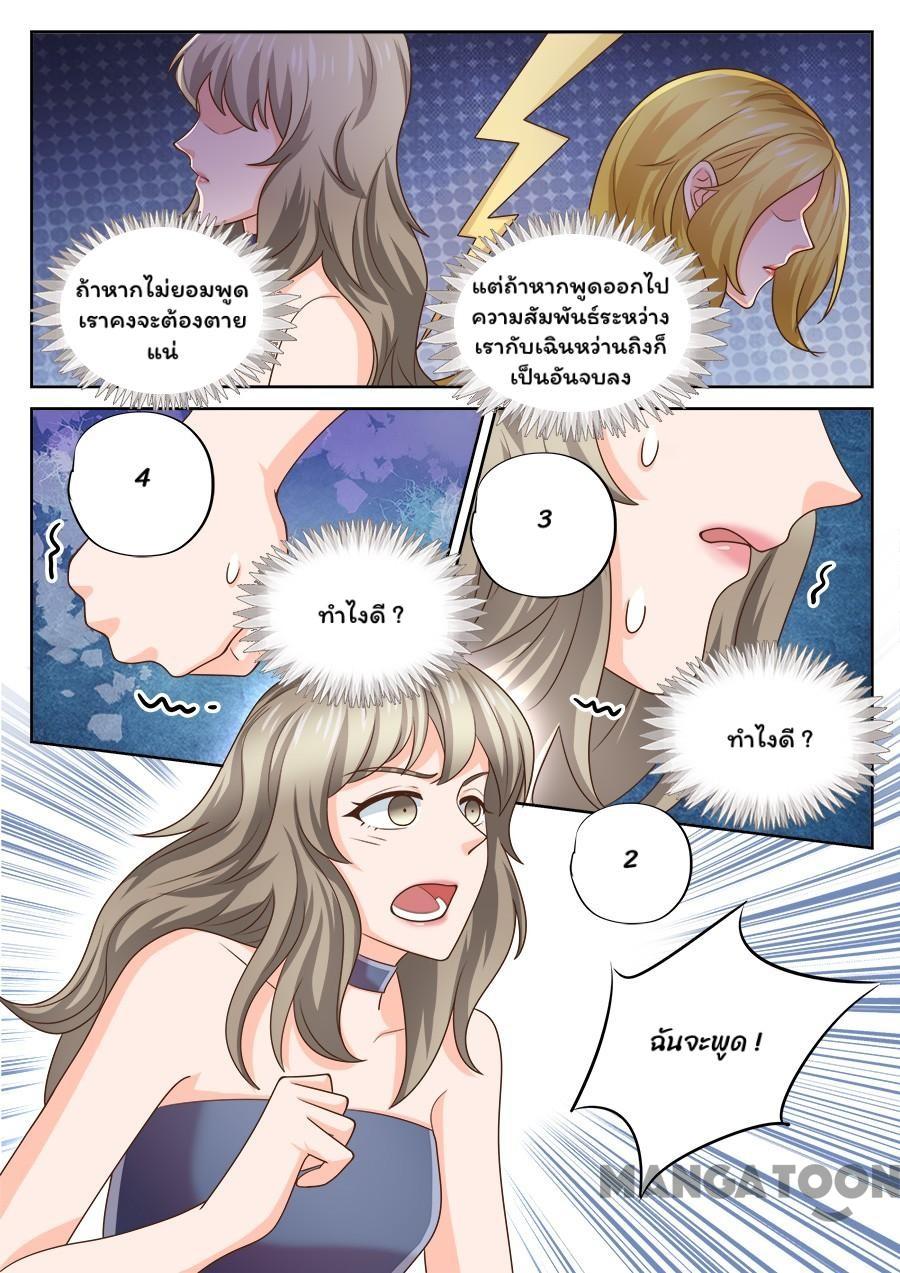 ถ้าหากไม่ยอมพูด
เราคงจะต้องตาย
แน่
แต่ถ้าหากพูดออกไป
ความสัมพันธ์ระหว่าง
เรากับเฉินหว่านถิงก็
เป็นอันจบลง
4
3
ทำไงดี ?
ทำไงดี ?
2
ฉันจะพูด !
MANGATOON